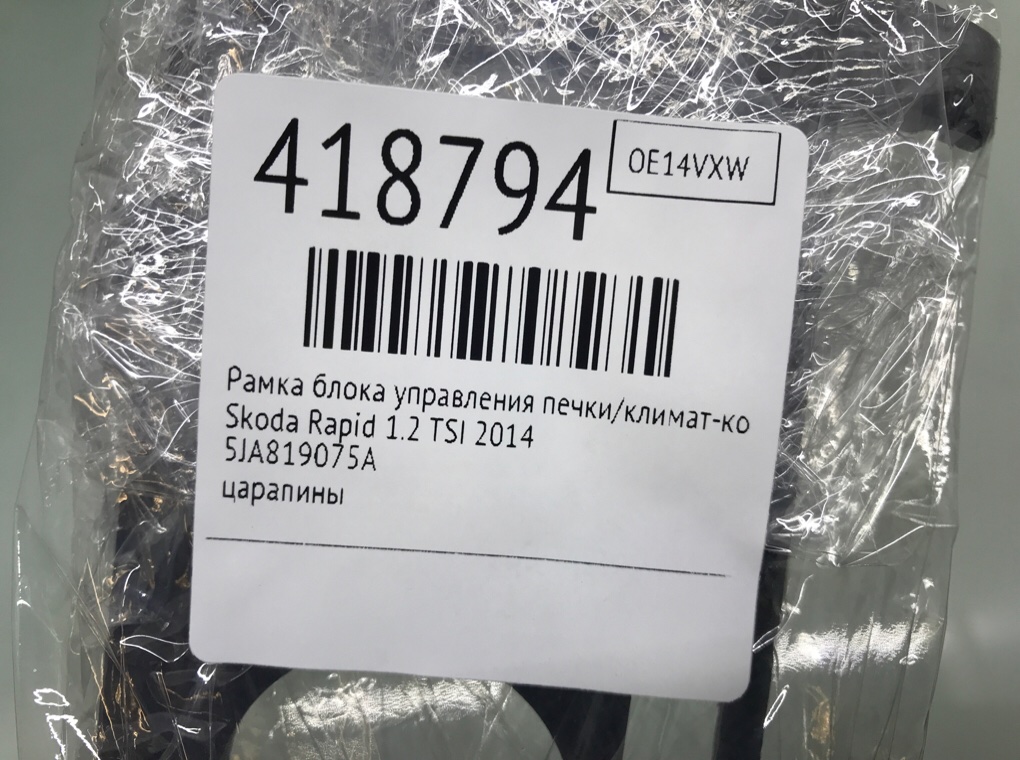 418794
OE14VXW
Рамка блока управления печки/климат-ко
Skoda Rapid 1.2 TSI 2014
5JA819075A
царапины